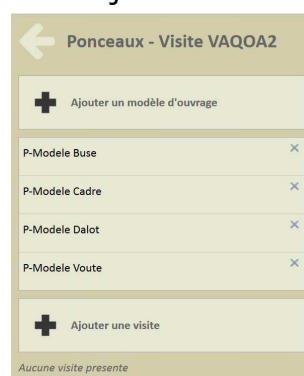 Ponceaux - Visite VAQOA2
Ajouter un modèle d'ouvrage
P-Modele Buse
P-Modele Cadre
P-Modele Dalot
P-Modele Voute
Ajouter une visite
Aucune visite presente